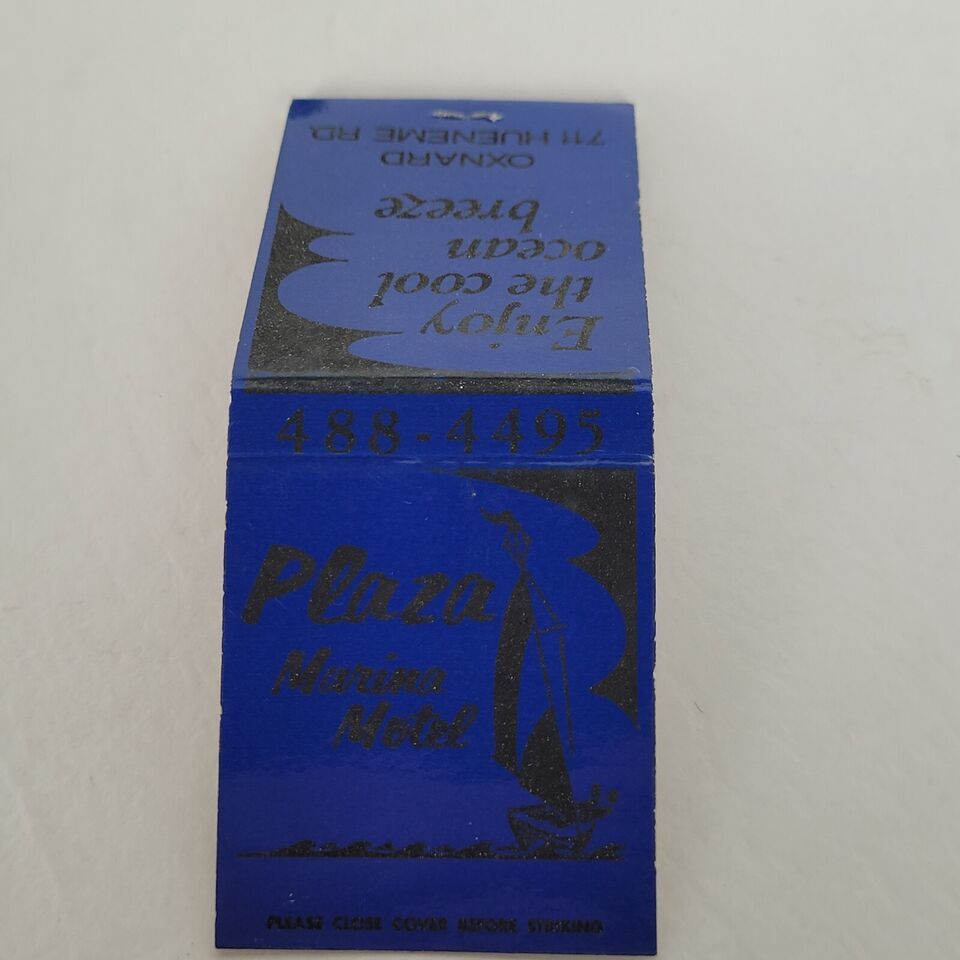 Enjoy
the cool
ocean
breeze
OXNARD
711 HUENEME RD.
488-4495
Plaza
Marina
Motel
PLEASE CLOSE COVER BEFORE STRIKING